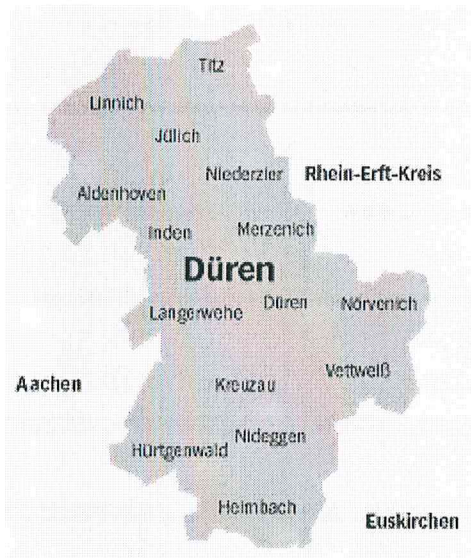 Titz
Linnich
Jülich
Niederzier Rhein-Erft-Kreis
Aldenhoven
Inden Merzenich
Düren
Langerwehe Düren Nörvenich
Aachen Kreuzau Vettweiß
Hürtgenwald Nideggen
Heimbach
Euskirchen